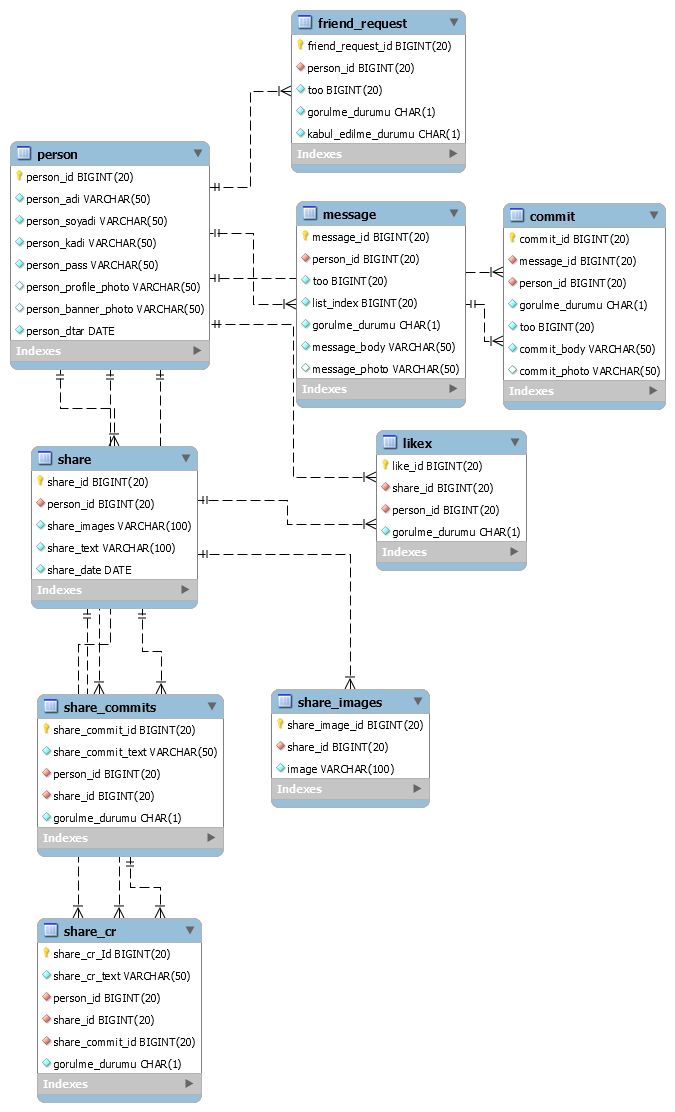 friend_request
friend_request_id BIGINT(20)
person_id BIGINT(20)
too BIGINT(20)
gorulme_durumu CHAR(1)
kabul_edilme_durumu CHAR(1)
Indexes
person
person_id BIGINT(20)
person_adi VARCHAR(50)
person_soyadi VARCHAR(50)
person_kadi VARCHAR(50)
person_pass VARCHAR(50)
person_profile_photo VARCHAR(50)
person_banner_photo VARCHAR(50)
person_dtar DATE
Indexes
message
message_id BIGINT(20)
person_id BIGINT(20)
too BIGINT(20)
list_index BIGINT(20)
gorulme_durumu CHAR(1)
message_body VARCHAR(50)
message_photo VARCHAR(50)
Indexes
commit
commit_id BIGINT(20)
message_id BIGINT(20)
person_id BIGINT(20)
gorulme_durumu CHAR(1)
too BIGINT(20)
commit_body VARCHAR(50)
commit_photo VARCHAR(50)
Indexes
likex
like_id BIGINT(20)
share_id BIGINT(20)
person_id BIGINT(20)
gorulme_durumu CHAR(1)
Indexes
share
share_id BIGINT(20)
person_id BIGINT(20)
share_images VARCHAR(100)
share_text VARCHAR(100)
share_date DATE
Indexes
share_commits
share_commit_id BIGINT(20)
share_commit_text VARCHAR(50)
person_id BIGINT(20)
share_id BIGINT(20)
gorulme_durumu CHAR(1)
Indexes
share_images
share_image_id BIGINT(20)
share_id BIGINT(20)
image VARCHAR(100)
Indexes
share_cr
share_cr_Id BIGINT(20)
share_cr_text VARCHAR(50)
person_id BIGINT(20)
share_id BIGINT(20)
share_commit_id BIGINT(20)
gorulme_durumu CHAR(1)
Indexes